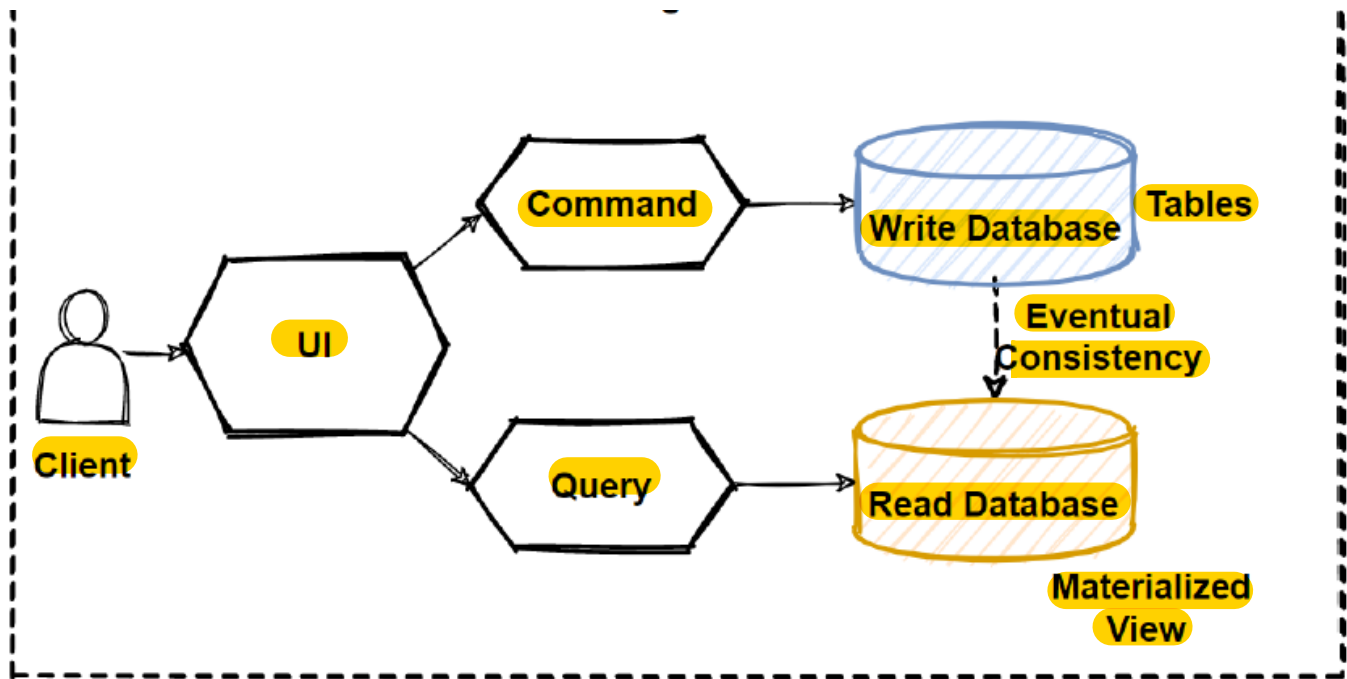 Command
Write Database
Tables
UI
Eventual
Consistency
Client
Query
Read Database
Materialized
View